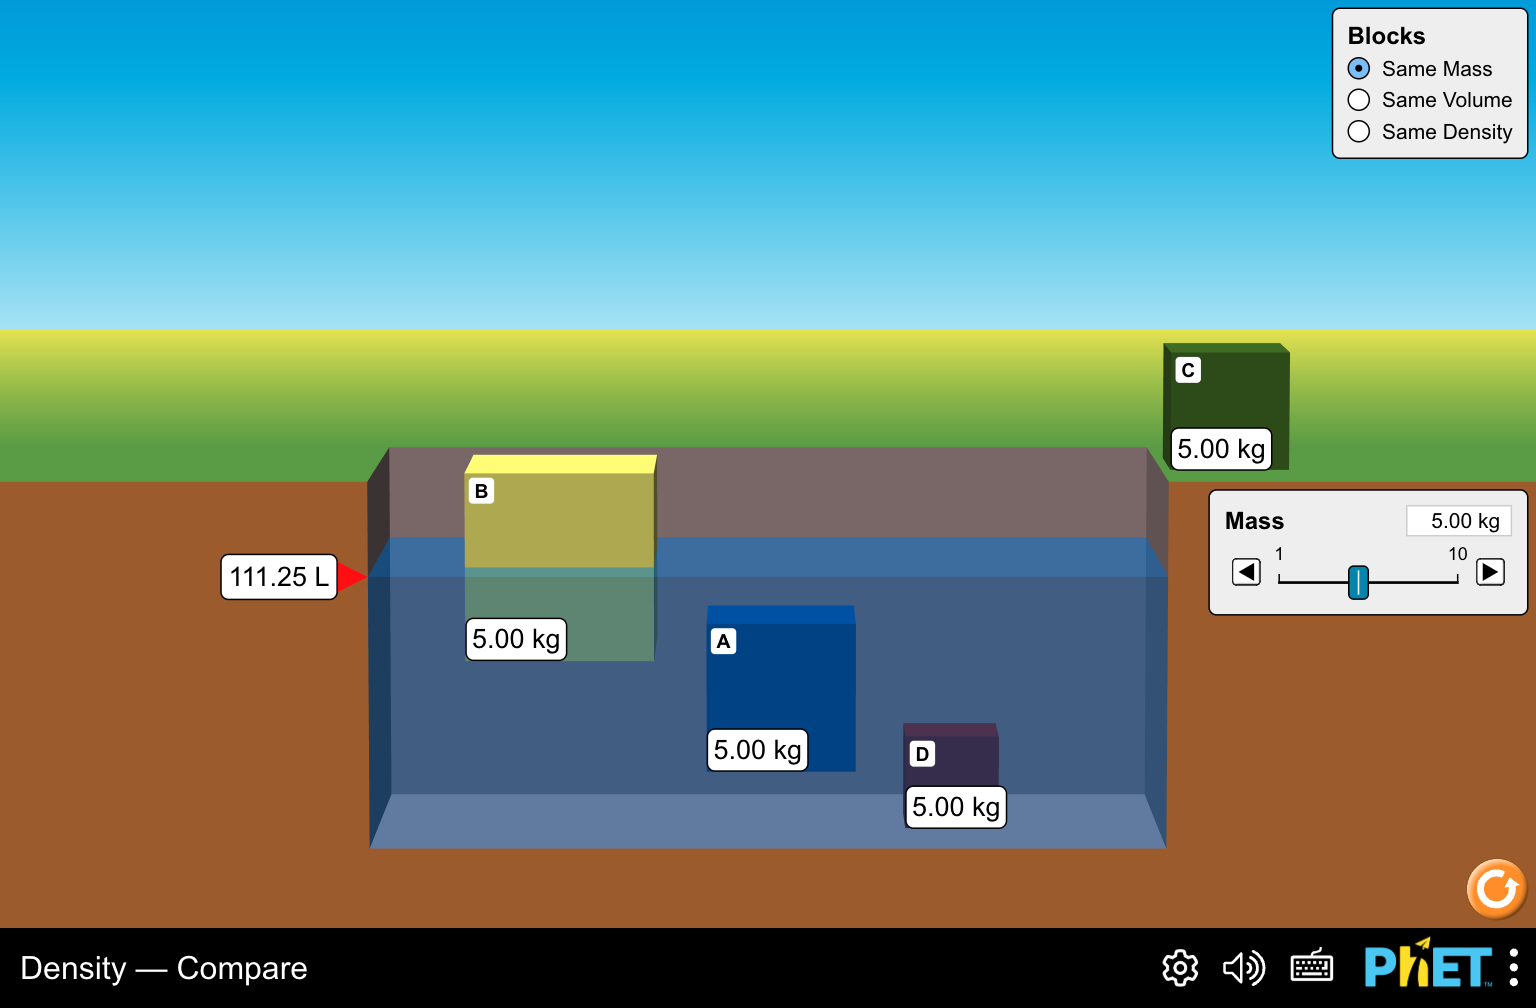 Blocks
Same Mass
Same Volume
Same Density
C
5.00 kg
B
5.00 kg
111.25 L
A
5.00 kg
D
5.00 kg
Mass
5.00 kg
1
10
Density — Compare
PhET
TM